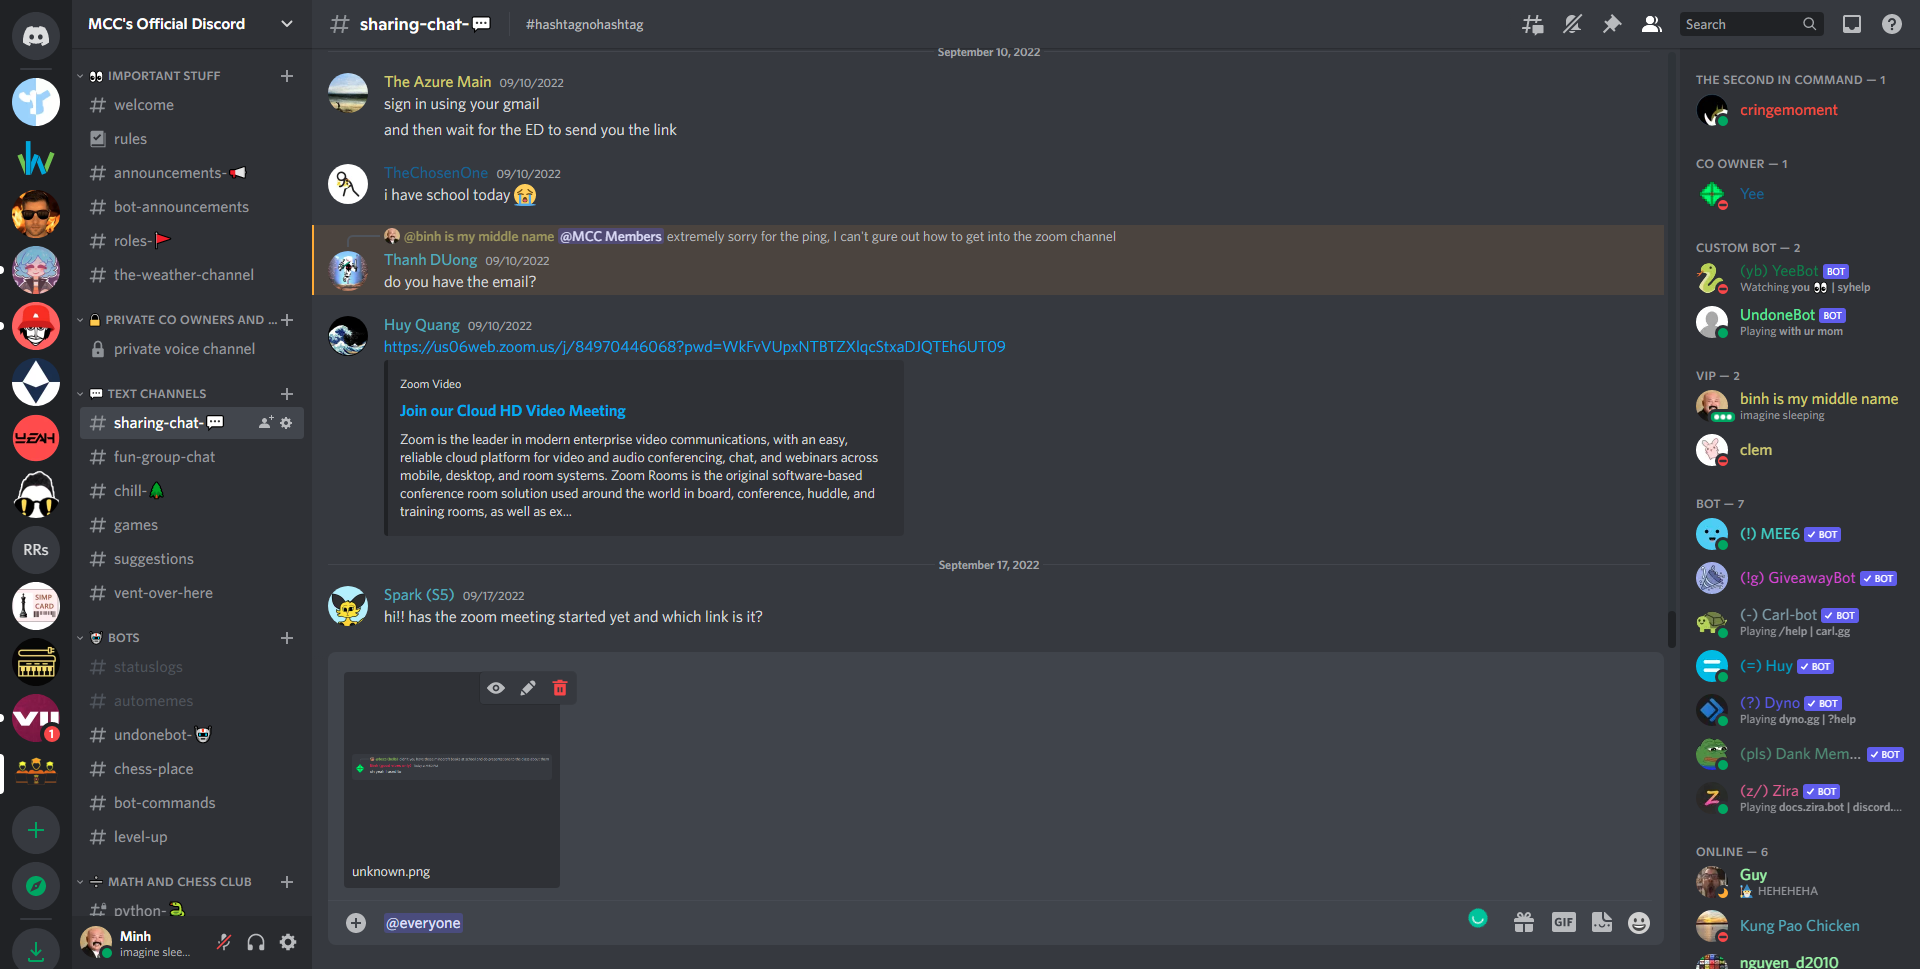 MCC's Official Discord
IMPORTANT STUFF
welcome
rules
announcements-
bot-announcements
roles-
the-weather-channel
PRIVATE CO OWNERS AND ...
private voice channel
TEXT CHANNELS
sharing-chat-
fun-group-chat
chill-
games
suggestions
vent-over-here
BOTS
statuslogs
automemes
undonebot-
chess-place
bot-commands
level-up
MATH AND CHESS CLUB
python-
Minh
imagine slee...
YEAH
RRs
SIMP
CARD
VII
1
sharing-chat-
#hashtagnohashtag
Search
September 10, 2022
The Azure Main 09/10/2022
sign in using your gmail
and then wait for the ED to send you the link
TheChosenOne 09/10/2022
i have school today 😭
@binh is my middle name @MCC Members extremely sorry for the ping, I can't gure out how to get into the zoom channel
Thanh DUong 09/10/2022
do you have the email?
Huy Quang 09/10/2022
https://us06web.zoom.us/j/84970446068?pwd=WkFvVUpxNTBTZXlqcStxaDJQTEh6UT09
Zoom Video
Join our Cloud HD Video Meeting
Zoom is the leader in modern enterprise video communications, with an easy,
reliable cloud platform for video and audio conferencing, chat, and webinars across
mobile, desktop, and room systems. Zoom Rooms is the original software-based
conference room solution used around the world in board, conference, huddle, and
training rooms, as well as ex...
September 17, 2022
Spark (S5) 09/17/2022
hi!! has the zoom meeting started yet and which link is it?
unknown.png
@everyone
GIF
THE SECOND IN COMMAND — 1
cringemoment
CO OWNER — 1
Yee
CUSTOM BOT — 2
(yb) YeeBot BOT
Watching you 👀 | syhelp
UndoneBot BOT
Playing with ur mom
VIP — 2
binh is my middle name
imagine sleeping
clem
BOT — 7
(!) MEE6 ✓ BOT
(!g) GiveawayBot ✓ BOT
(-) Carl-bot ✓ BOT
Playing /help | carl.gg
(=) Huy ✓ BOT
(?) Dyno ✓ BOT
Playing dyno.gg | ?help
(pls) Dank Mem... ✓ BOT
(z/) Zira ✓ BOT
Playing docs.zira.bot | discord....
ONLINE — 6
Guy
HEHEHEHA
Kung Pao Chicken
nguyen_d2010